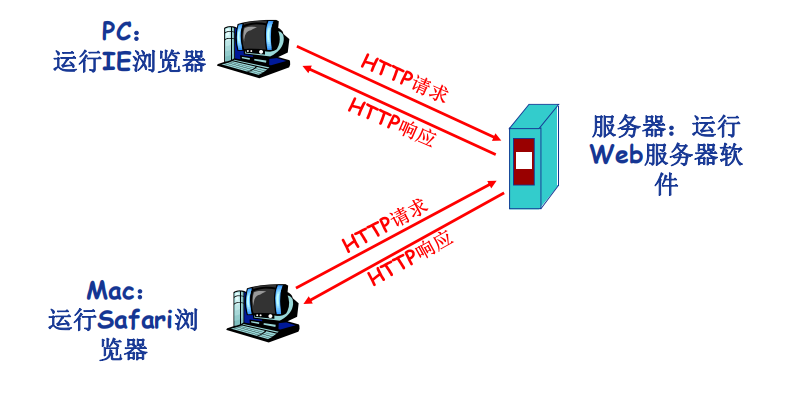 PC：
运行IE浏览器
HTTP请求
HTTP响应
服务器：运行
Web服务器软
件
HTTP请求
HTTP响应
Mac：
运行Safari浏
览器